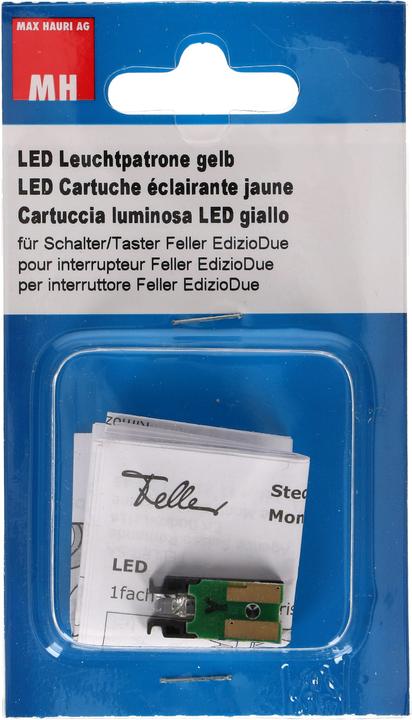 MAX HAURI AG
MH
LED Leuchtpatrone gelb
LED Cartuche éclairante jaune
Cartuccia luminosa LED giallo
für Schalter/Taster Feller EdizioDue
pour interrupteur Feller EdizioDue
per interruttore Feller EdizioDue
Feller
Stec
Mon
LED
1fach
Y